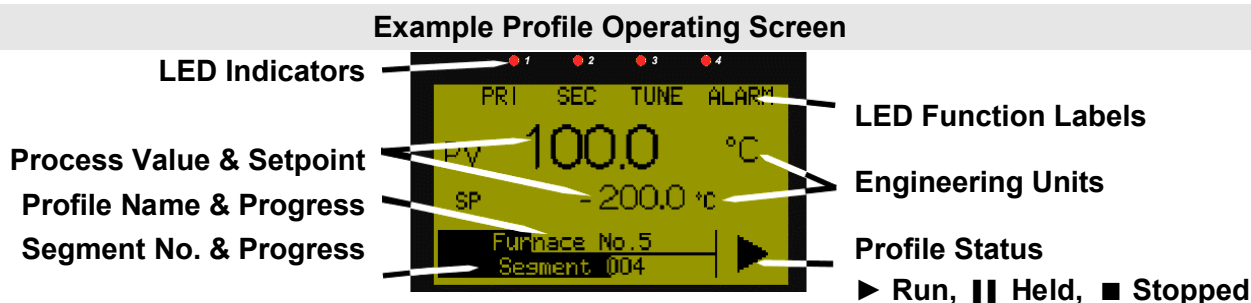 Example Profile Operating Screen
LED Indicators
1 2 3 4
PRI SEC TUNE ALARM
LED Function Labels
Process Value & Setpoint
PV 100.0 °C
Engineering Units
SP -200.0 °C
Profile Name & Progress
Furnace No.5
Segment No. & Progress
Segment 004
Profile Status
► Run, ❚❚ Held, ■ Stopped